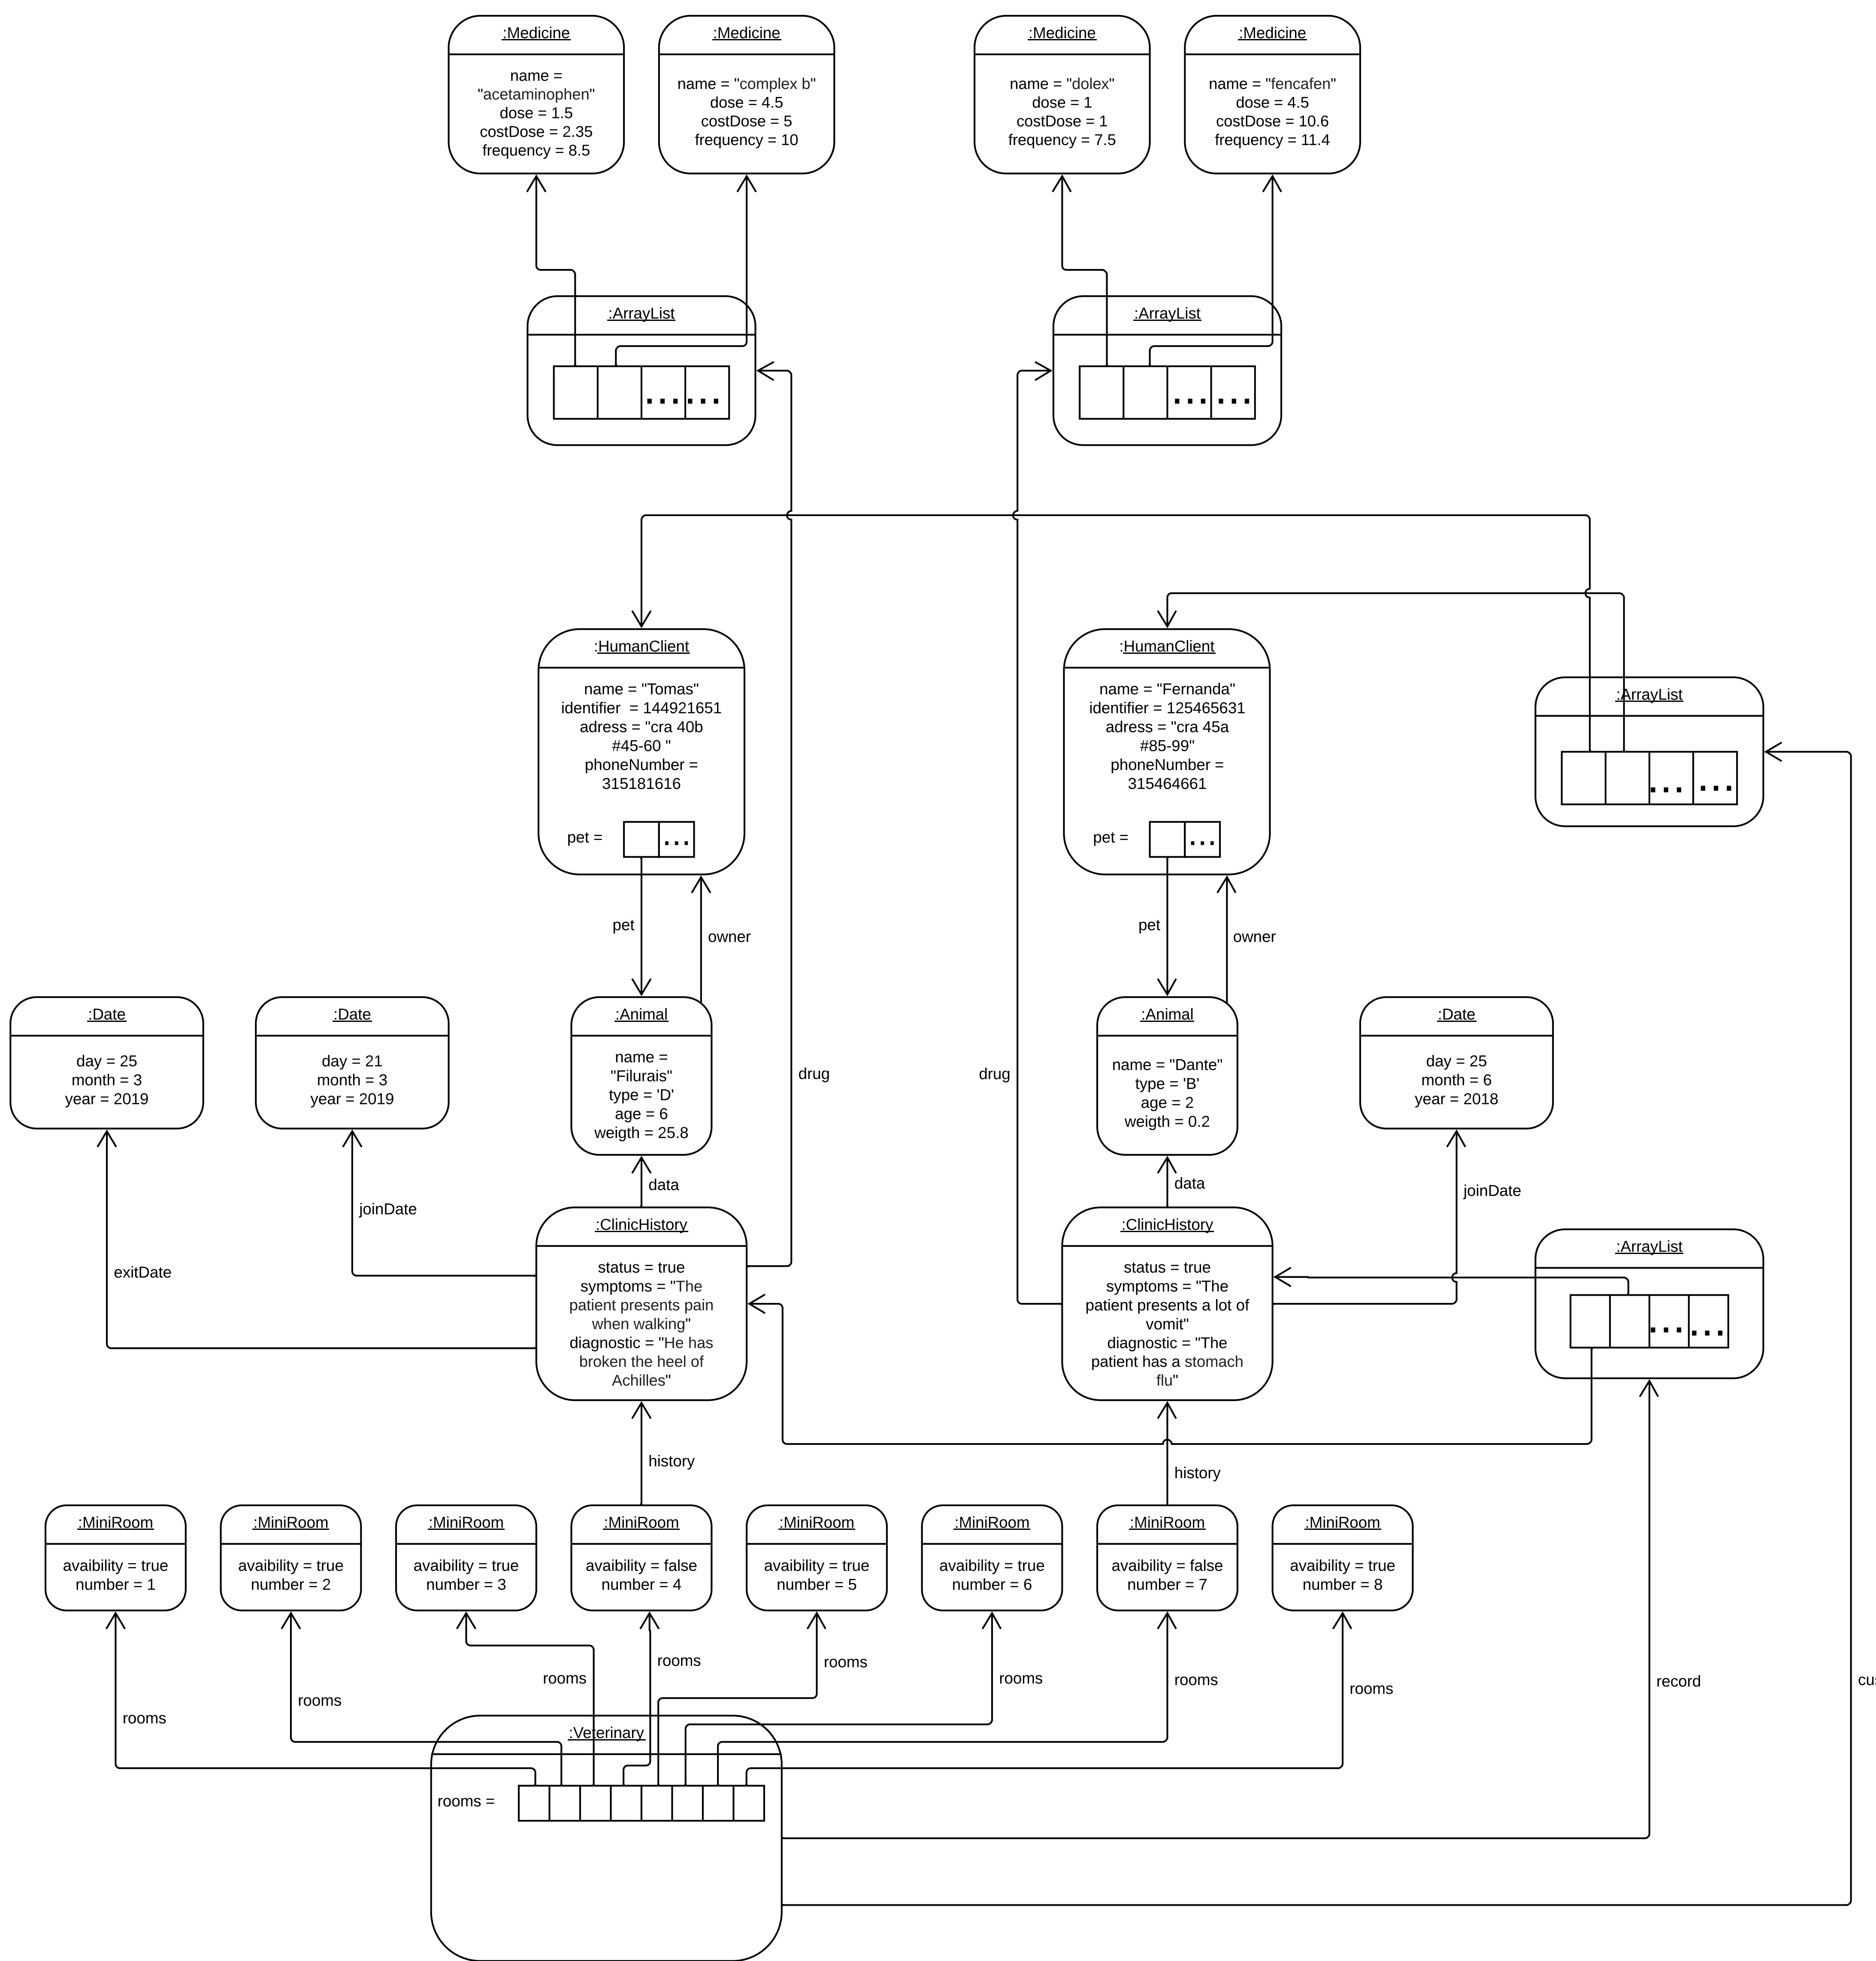 :Medicine
name =
"acetaminophen"
dose = 1.5
costDose = 2.35
frequency = 8.5
:Medicine
name = "complex b"
dose = 4.5
costDose = 5
frequency = 10
:Medicine
name = "dolex"
dose = 1
costDose = 1
frequency = 7.5
:Medicine
name = "fencafen"
dose = 4.5
costDose = 10.6
frequency = 11.4
:ArrayList
... ...
:ArrayList
... ...
:HumanClient
name = "Tomas"
identifier  = 144921651
adress = "cra 40b
#45-60 "
phoneNumber =
315181616
pet =
...
:HumanClient
name = "Fernanda"
identifier = 125465631
adress = "cra 45a
#85-99"
phoneNumber =
315464661
pet =
...
:ArrayList
... ...
pet
owner
pet
owner
:Date
day = 25
month = 3
year = 2019
:Date
day = 21
month = 3
year = 2019
:Animal
name =
"Filurais"
type = 'D'
age = 6
weigth = 25.8
drug
drug
:Animal
name = "Dante"
type = 'B'
age = 2
weigth = 0.2
:Date
day = 25
month = 6
year = 2018
data
data
joinDate
joinDate
exitDate
:ClinicHistory
status = true
symptoms = "The
patient presents pain
when walking"
diagnostic = "He has
broken the heel of
Achilles"
:ClinicHistory
status = true
symptoms = "The
patient presents a lot of
vomit"
diagnostic = "The
patient has a stomach
flu"
:ArrayList
... ...
history
history
:MiniRoom
avaibility = true
number = 1
:MiniRoom
avaibility = true
number = 2
:MiniRoom
avaibility = true
number = 3
:MiniRoom
avaibility = false
number = 4
:MiniRoom
avaibility = true
number = 5
:MiniRoom
avaibility = true
number = 6
:MiniRoom
avaibility = false
number = 7
:MiniRoom
avaibility = true
number = 8
rooms
rooms
rooms
rooms
rooms
rooms
rooms
rooms
record
:Veterinary
rooms =